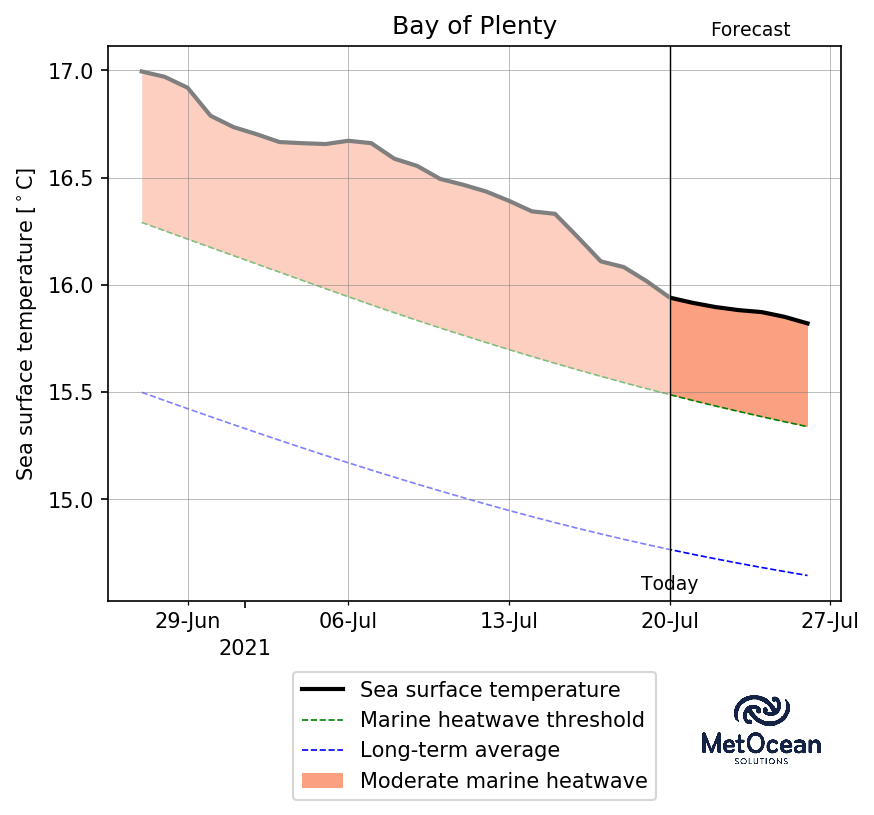 Bay of Plenty
Forecast
Sea surface temperature [°C]
17.0
16.5
16.0
15.5
15.0
Today
29-Jun
06-Jul
13-Jul
20-Jul
27-Jul
2021
Sea surface temperature
Marine heatwave threshold
Long-term average
Moderate marine heatwave
MetOcean
SOLUTIONS